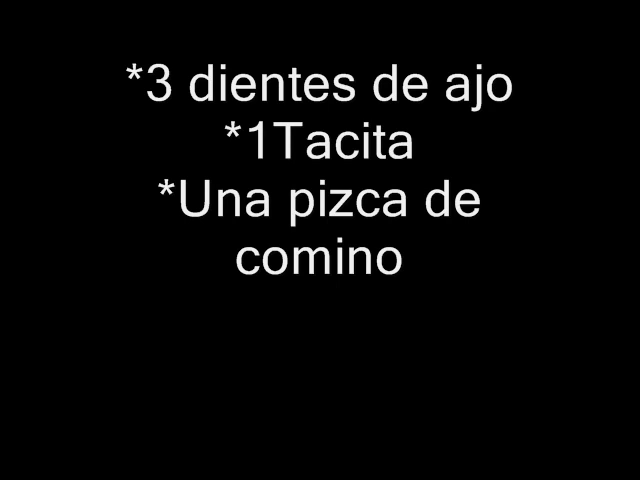 *3 dientes de ajo
*1Tacita
*Una pizca de
comino